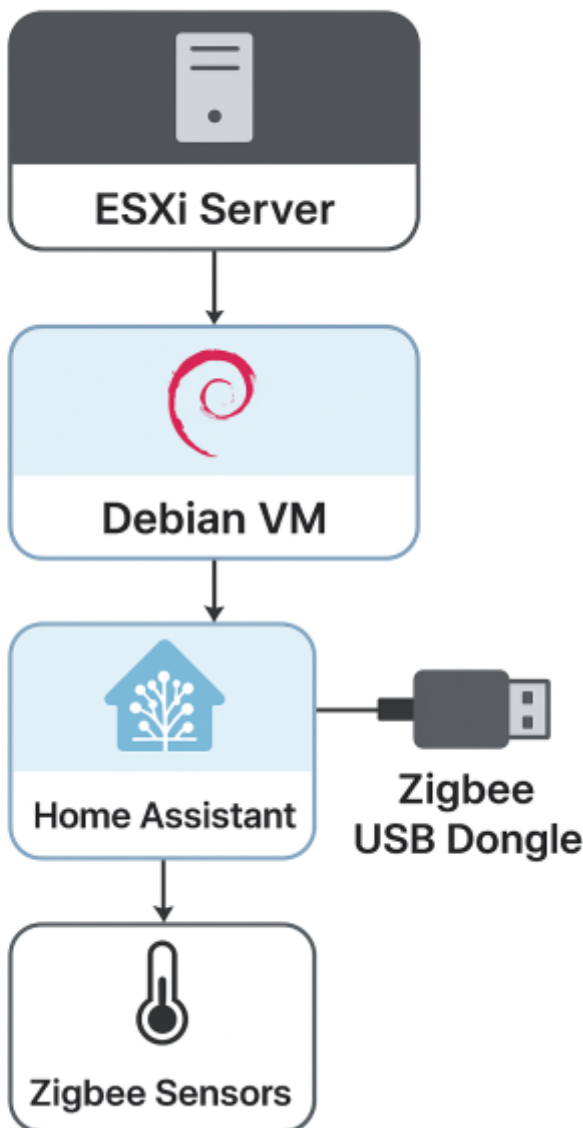 ESXi Server
Debian VM
Home Assistant
Zigbee
USB Dongle
Zigbee Sensors